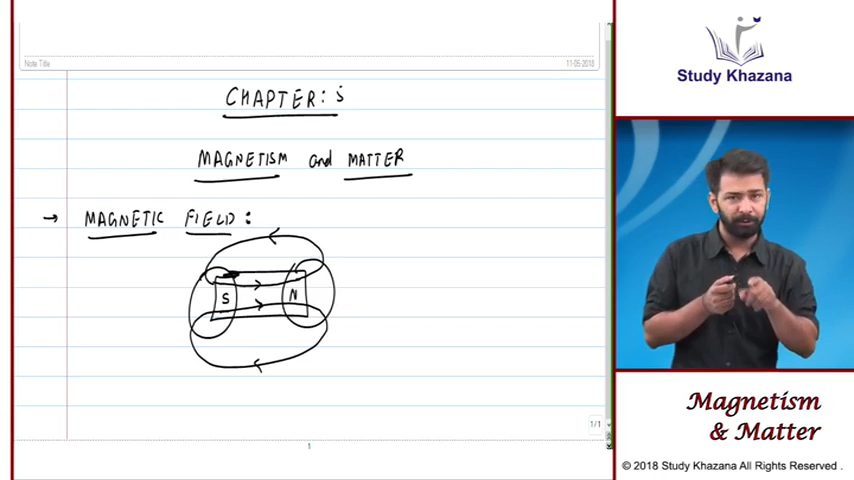 Note Title
11-05-2018
CHAPTER: 5
MAGNETISM and MATTER
→ MAGNETIC FIELD:
S
N
1/1
1
Study Khazana
Magnetism
& Matter
© 2018 Study Khazana All Rights Reserved .